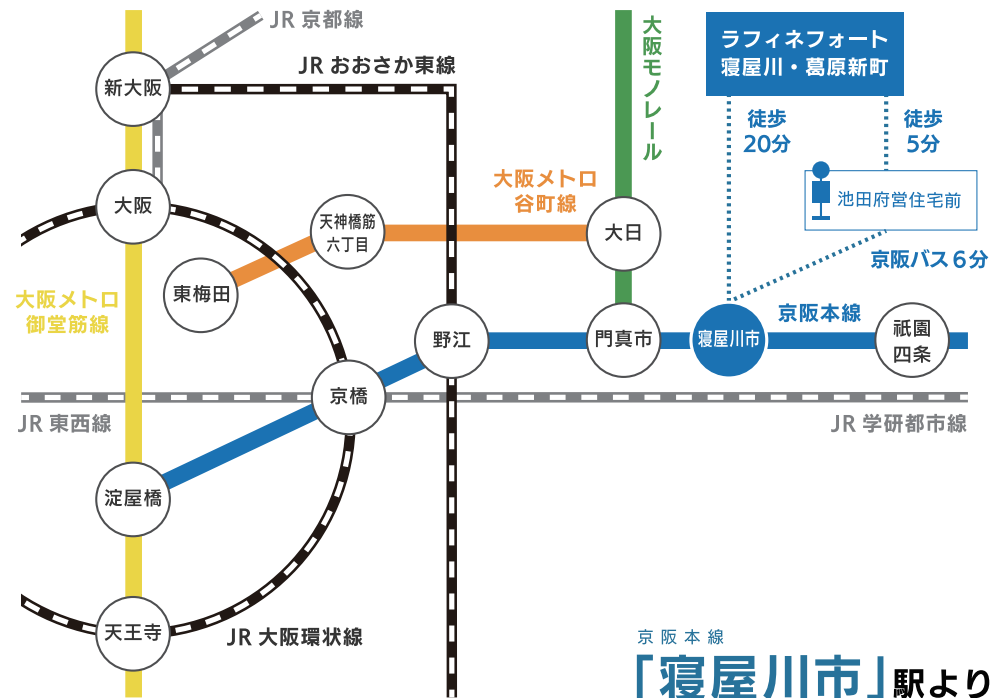 JR 京都線
新大阪
JR おおさか東線
大阪モノレール
ラフィネフォート
寝屋川・葛原新町
徒歩
20分
徒歩
5分
池田府営住宅前
京阪バス6分
大阪
天神橋筋
六丁目
大阪メトロ
谷町線
大日
東梅田
大阪メトロ
御堂筋線
野江
門真市
寝屋川市
京阪本線
祇園
四条
京橋
JR 東西線
JR 学研都市線
淀屋橋
天王寺
JR 大阪環状線
京阪本線
「寝屋川市」駅より